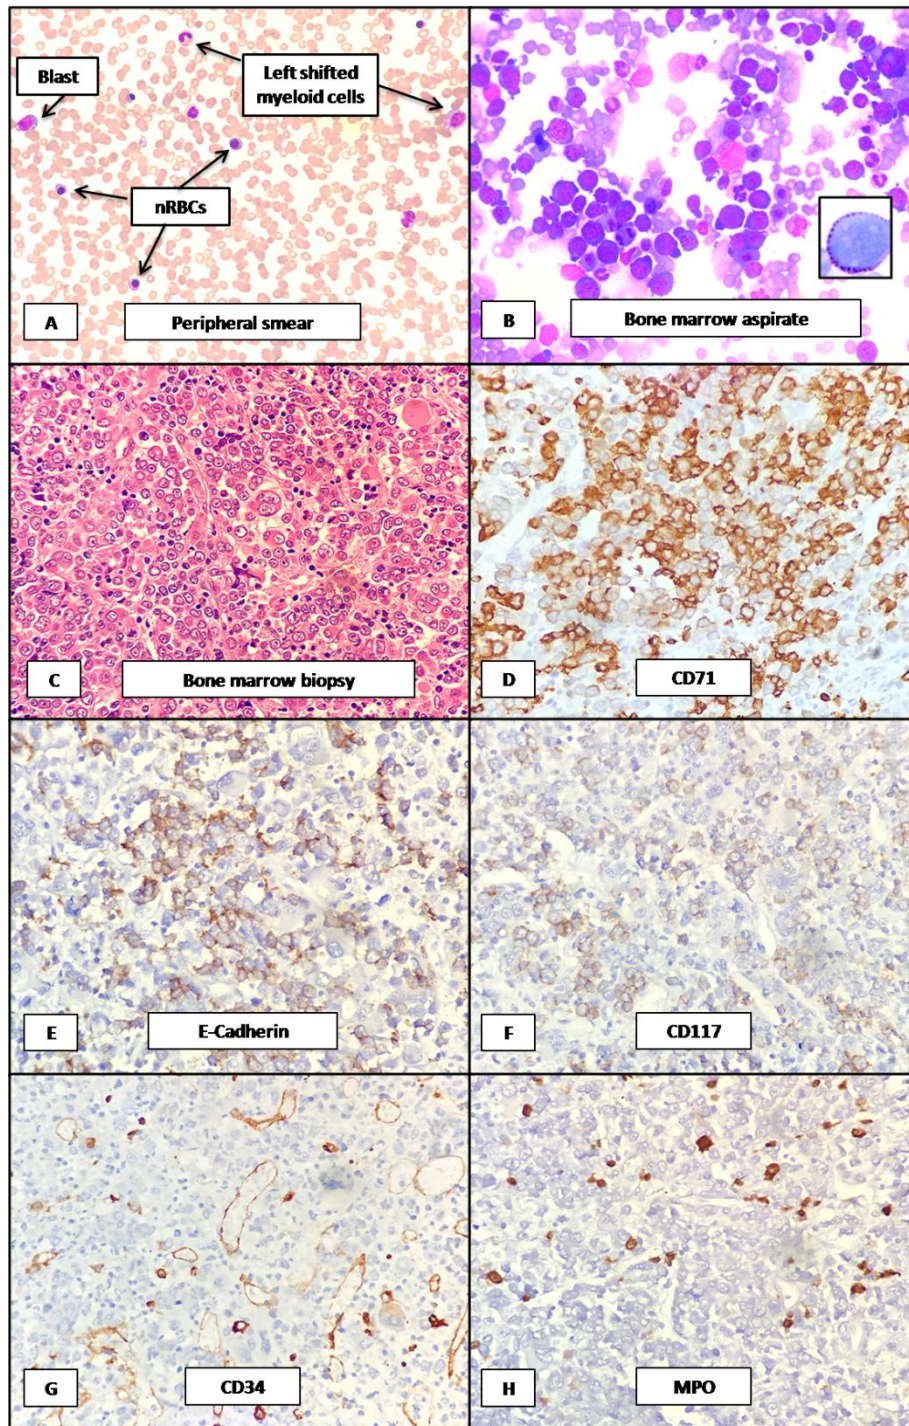 Blast
Left shifted
myeloid cells
nRBCs
A
Peripheral smear
B
Bone marrow aspirate
C
Bone marrow biopsy
D
CD71
E
E-Cadherin
F
CD117
G
CD34
H
MPO